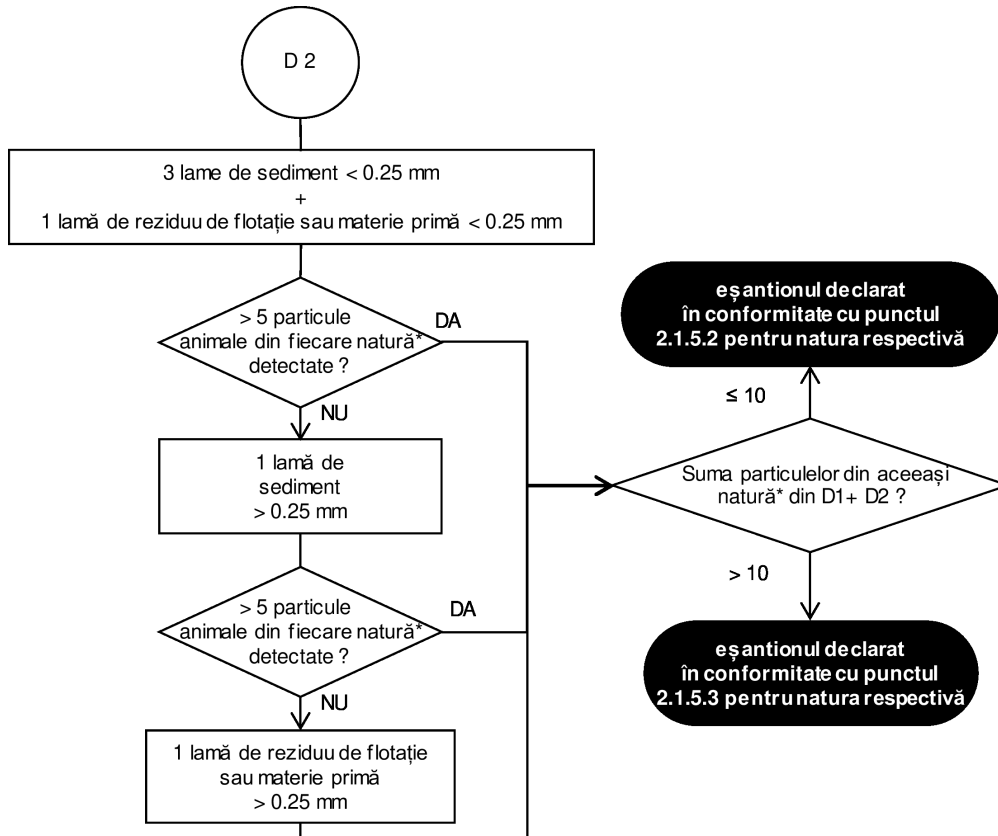 D 2
3 lame de sediment < 0.25 mm
+
1 lamă de reziduu de flotație sau materie primă < 0.25 mm
> 5 particule
animale din fiecare natură*
detectate ?
DA
NU
1 lamă de
sediment
> 0.25 mm
> 5 particule
animale din fiecare natură*
detectate ?
DA
NU
1 lamă de reziduu de flotație
sau materie primă
> 0.25 mm
eșantionul declarat
în conformitate cu punctul
2.1.5.2 pentru natura respectivă
≤ 10
Suma particulelor din aceeași
natură* din D1+ D2 ?
> 10
eșantionul declarat
în conformitate cu punctul
2.1.5.3 pentru natura respectivă